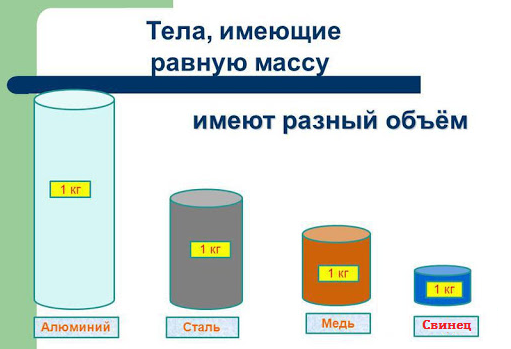 Тела, имеющие
равную массу
имеют разный объём
1 кг
1 кг
1 кг
1 кг
Алюминий
Сталь
Медь
Свинец